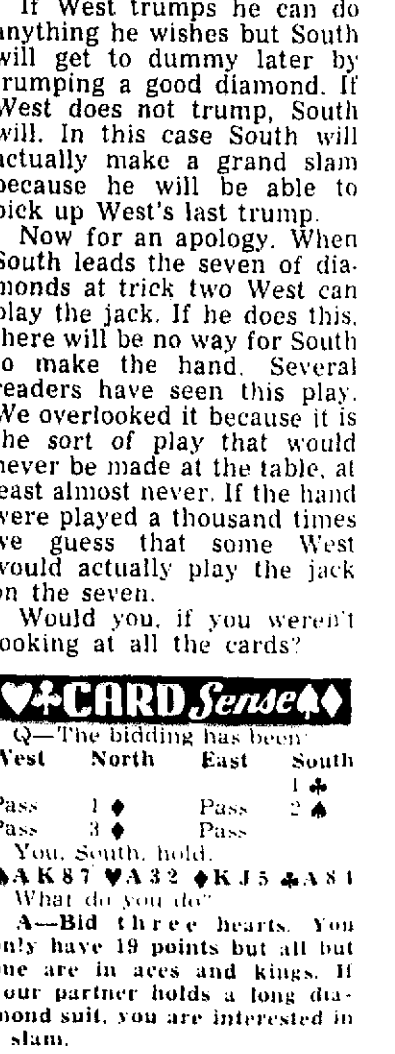 If West trumps he can do
anything he wishes but South
will get to dummy later by
trumping a good diamond. If
West does not trump, South
will. In this case South will
actually make a grand slam
because he will be able to
pick up West's last trump.
Now for an apology. When
South leads the seven of dia-
monds at trick two West can
play the jack. If he does this,
there will be no way for South
to make the hand. Several
readers have seen this play.
We overlooked it because it is
the sort of play that would
never be made at the table, at
least almost never. If the hand
were played a thousand times
we guess that some West
would actually play the jack
on the seven.
Would you, if you weren't
looking at all the cards?
♥♣CARD Sense♠♦
Q—The bidding has been:
West North East South
1 ♣
Pass 1 ♦ Pass 2 ♠
Pass 3 ♦ Pass
You, South, hold:
♠A K 8 7 ♥A 3 2 ♦K J 5 ♣A 8 4
What do you do?
A—Bid three hearts. You
only have 19 points but all but
one are in aces and kings. If
your partner holds a long dia-
mond suit, you are interested in
slam.